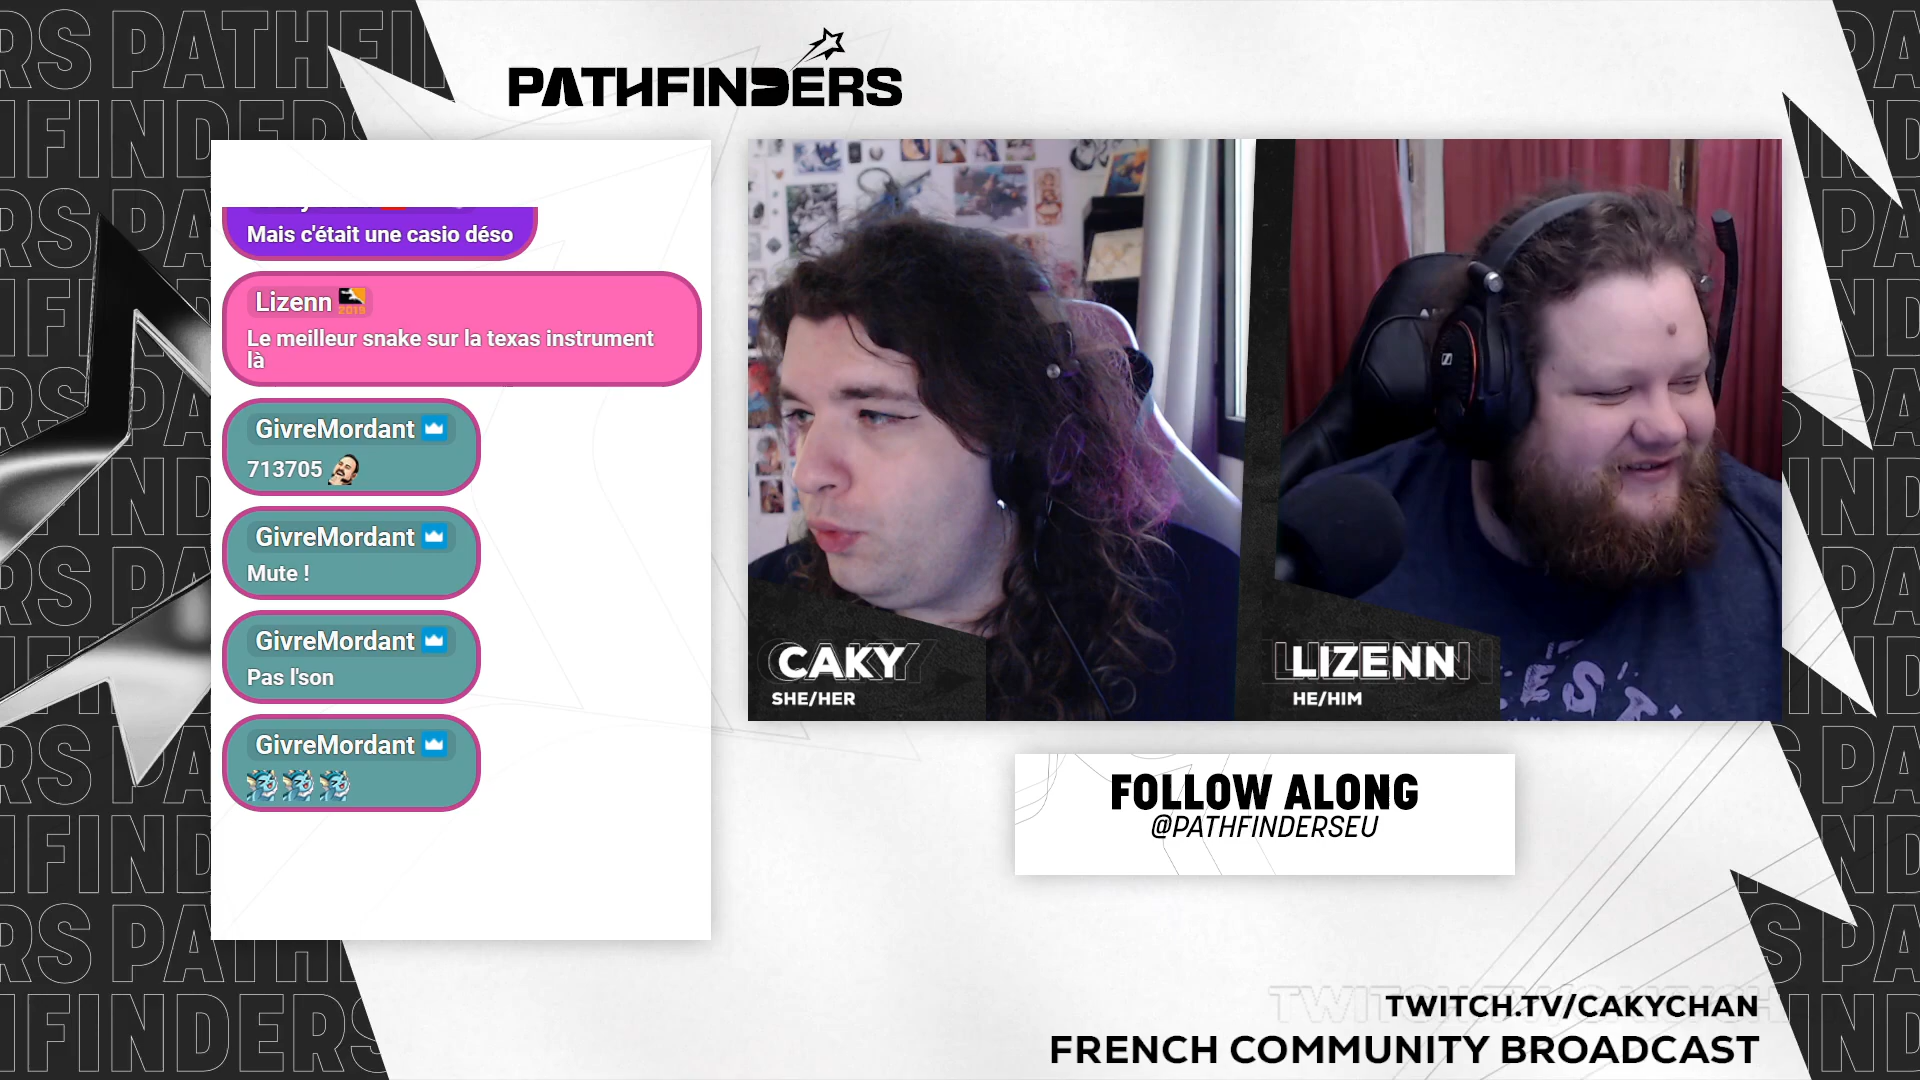 PATHFINDERS
Mais c'était une casio déso
Lizenn
2019
Le meilleur snake sur la texas instrument
là
GivreMordant
713705
GivreMordant
Mute !
GivreMordant
Pas l'son
GivreMordant
CAKY
SHE/HER
LIZENN
HE/HIM
FOLLOW ALONG
@PATHFINDERSEU
TWITCH.TV/CAKYCHAN
FRENCH COMMUNITY BROADCAST